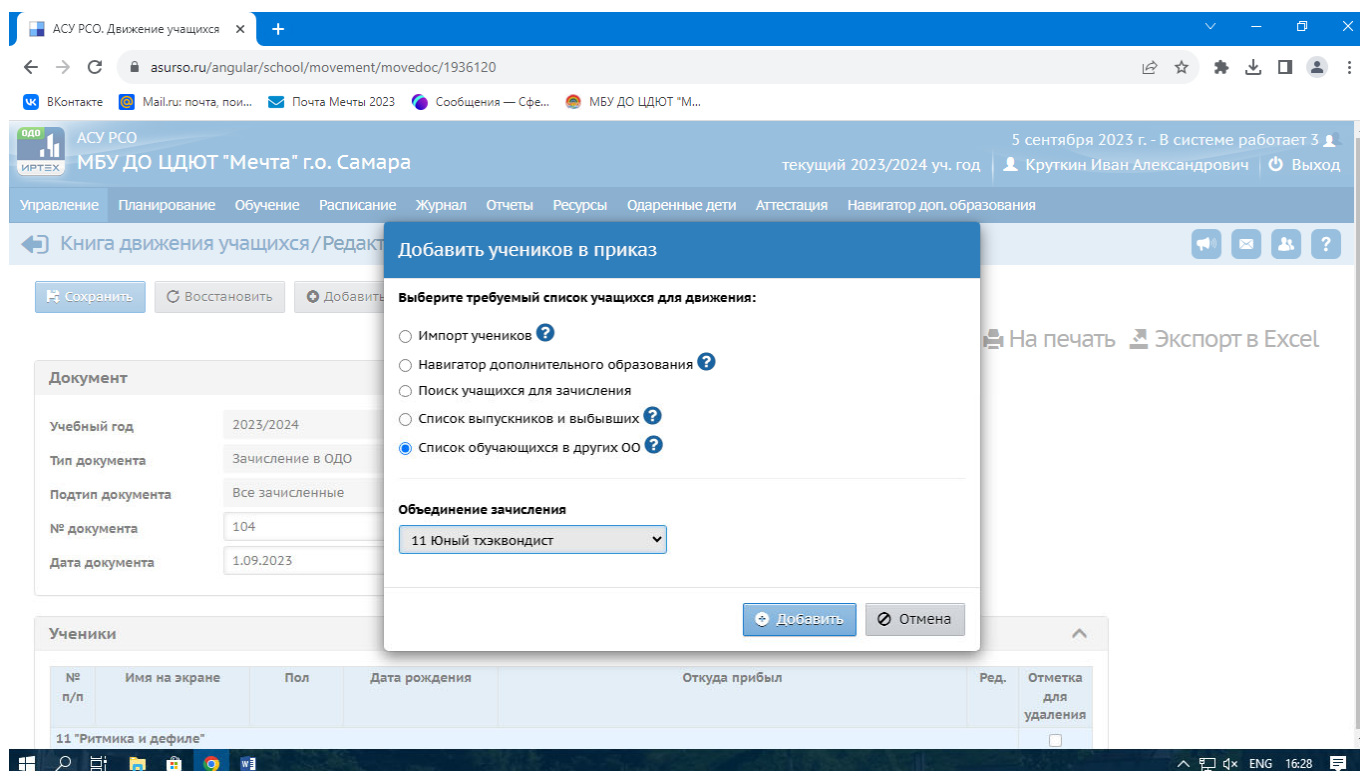 АСУ РСО. Движение учащихся
asurso.ru/angular/school/movement/movedoc/1936120
ВКонтакте Mail.ru: почта, пои... Почта Мечты 2023 Сообщения — Сфе... МБУ ДО ЦДЮТ "М...
ОДО
ИРТЕХ
АСУ РСО
МБУ ДО ЦДЮТ "Мечта" г.о. Самара
5 сентября 2023 г. - В системе работает 3
текущий 2023/2024 уч. год Круткин Иван Александрович Выход
Управление Планирование Обучение Расписание Журнал Отчеты Ресурсы Одаренные дети Аттестация Навигатор доп. образования
Книга движения учащихся/Редакт
Сохранить Восстановить Добавить
На печать Экспорт в Excel
Документ
Учебный год 2023/2024
Тип документа Зачисление в ОДО
Подтип документа Все зачисленные
№ документа 104
Дата документа 1.09.2023
Добавить учеников в приказ
Выберите требуемый список учащихся для движения:
Импорт учеников ?
Навигатор дополнительного образования ?
Поиск учащихся для зачисления
Список выпускников и выбывших ?
Список обучающихся в других ОО ?
Объединение зачисления
11 Юный тхэквондист
Добавить Отмена
Ученики
№ п/п Имя на экране Пол Дата рождения Откуда прибыл Ред. Отметка для удаления
11 "Ритмика и дефиле"
ENG 16:28